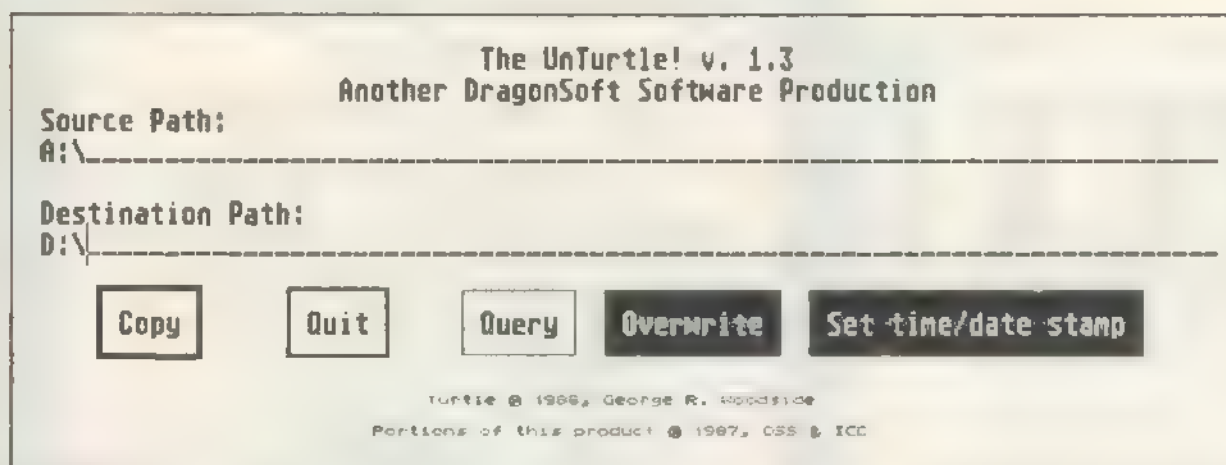 The UnTurtle! v. 1.3
Another DragonSoft Software Production
Source Path:
A:\
Destination Path:
D:\
Copy Quit Query Overwrite Set time/date stamp
Turtle © 1986, George R. Woodside
Portions of this product © 1987, OSS & ICC